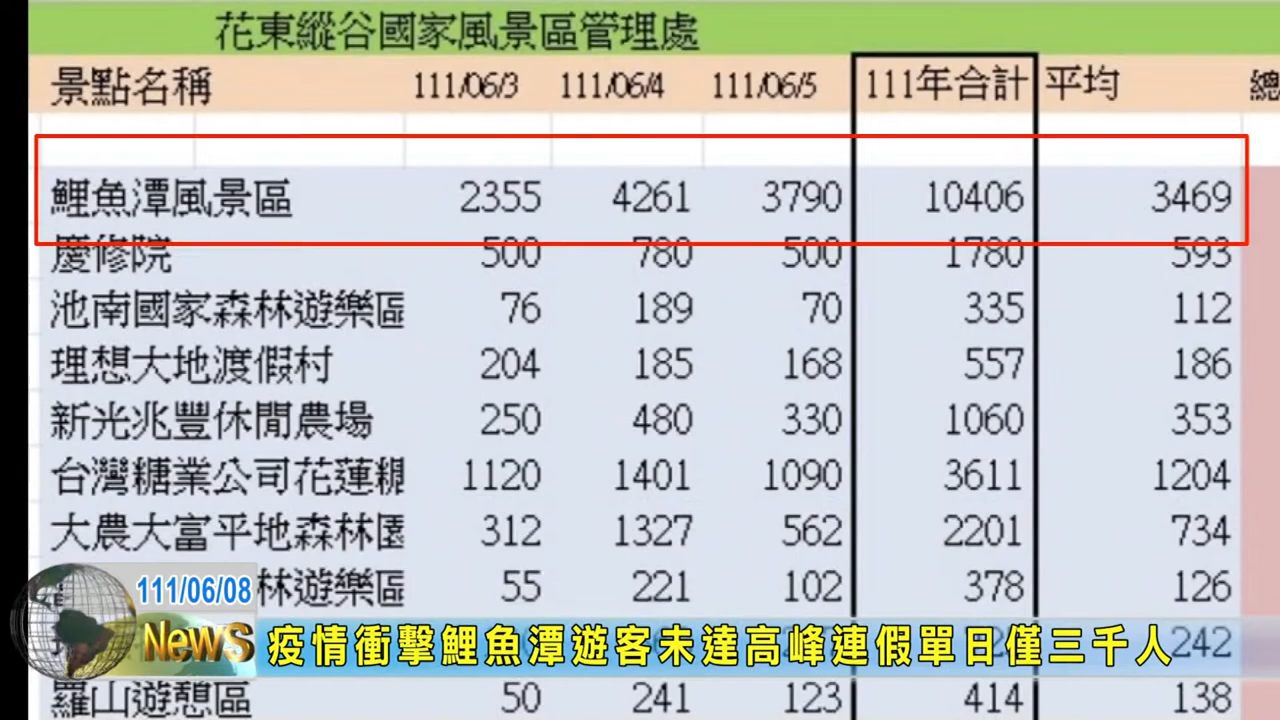 花東縱谷國家風景區管理處
景點名稱 111/06/3 111/06/4 111/06/5 111年合計 平均 總
鯉魚潭風景區 2355 4261 3790 10406 3469
慶修院 500 780 500 1780 593
池南國家森林遊樂區 76 189 70 335 112
理想大地渡假村 204 185 168 557 186
新光兆豐休閒農場 250 480 330 1060 353
台灣糖業公司花蓮糖 1120 1401 1090 3611 1204
大農大富平地森林園 312 1327 562 2201 734
林遊樂區 55 221 102 378 126
111/06/08
News 疫情衝擊鯉魚潭遊客未達高峰連假單日僅三千人 242
羅山遊憩區 50 241 123 414 138